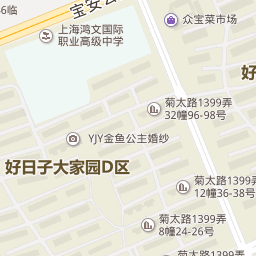 46临
宝安公
众宝菜市场
上海鸿文国际
职业高级中学
好
菊太路1399弄
32幢96-98号
YJY金鱼公主婚纱
好日子大家园D区
菊太路1399弄
12幢36-38号
菊太路1399弄
8幢24-26号